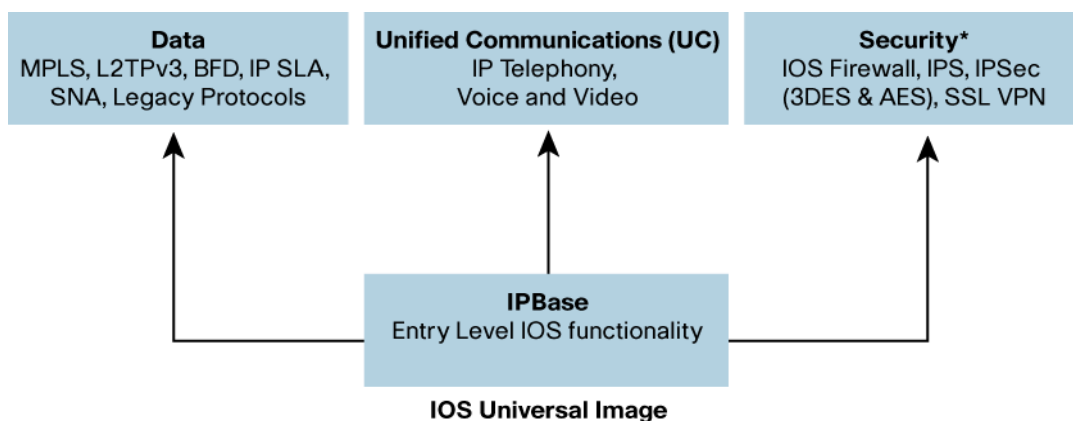 Data
MPLS, L2TPv3, BFD, IP SLA,
SNA, Legacy Protocols
Unified Communications (UC)
IP Telephony,
Voice and Video
Security*
IOS Firewall, IPS, IPSec
(3DES & AES), SSL VPN
IPBase
Entry Level IOS functionality
IOS Universal Image